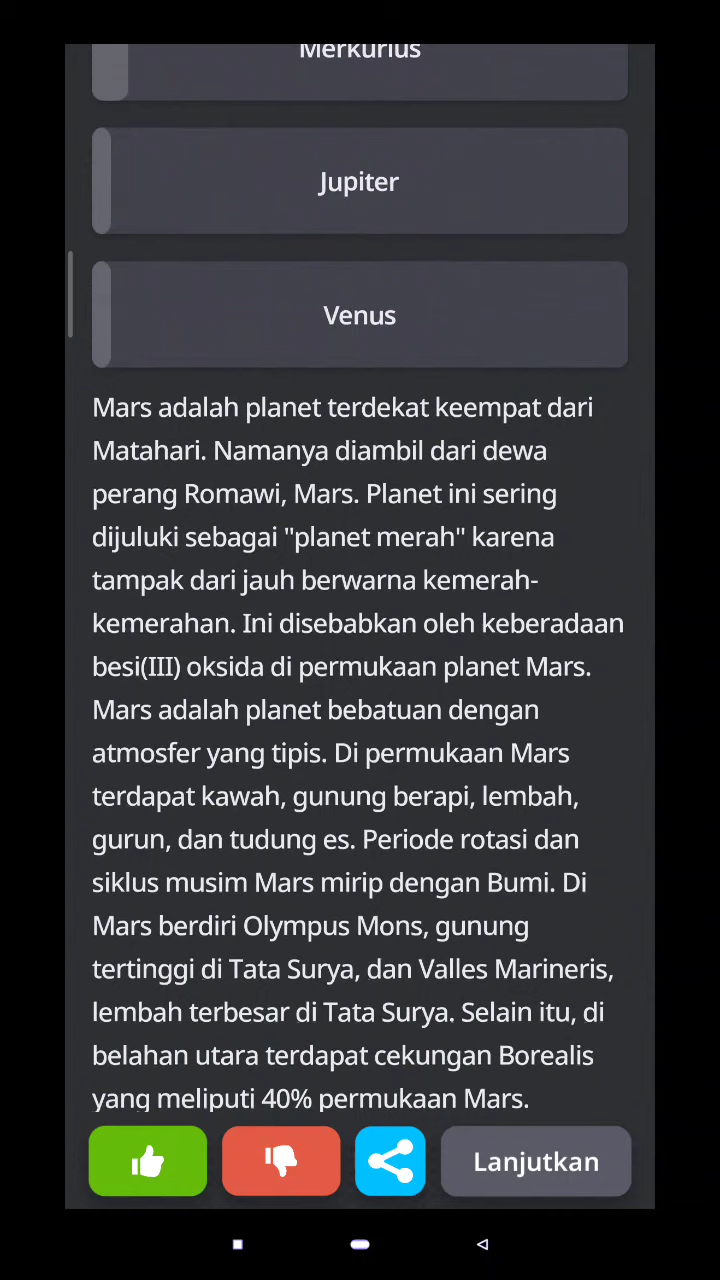 Merkurius
Jupiter
Venus
Mars adalah planet terdekat keempat dari
Matahari. Namanya diambil dari dewa
perang Romawi, Mars. Planet ini sering
dijuluki sebagai "planet merah" karena
tampak dari jauh berwarna kemerah-
kemerahan. Ini disebabkan oleh keberadaan
besi(III) oksida di permukaan planet Mars.
Mars adalah planet bebatuan dengan
atmosfer yang tipis. Di permukaan Mars
terdapat kawah, gunung berapi, lembah,
gurun, dan tudung es. Periode rotasi dan
siklus musim Mars mirip dengan Bumi. Di
Mars berdiri Olympus Mons, gunung
tertinggi di Tata Surya, dan Valles Marineris,
lembah terbesar di Tata Surya. Selain itu, di
belahan utara terdapat cekungan Borealis
yang meliputi 40% permukaan Mars.
Lanjutkan